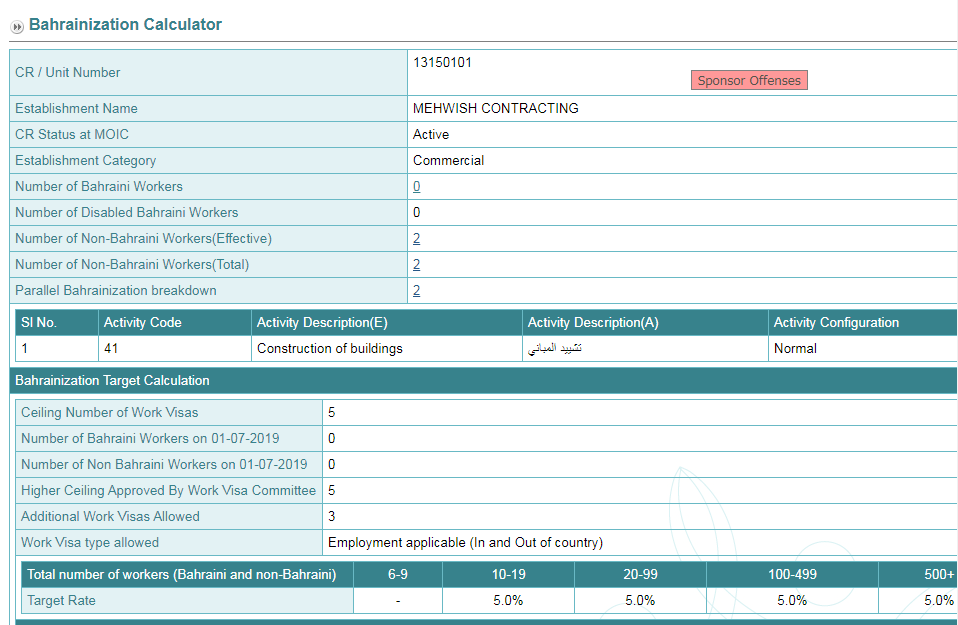 Bahrainization Calculator
CR / Unit Number 13150101
Sponsor Offenses
Establishment Name MEHWISH CONTRACTING
CR Status at MOIC Active
Establishment Category Commercial
Number of Bahraini Workers 0
Number of Disabled Bahraini Workers 0
Number of Non-Bahraini Workers(Effective) 2
Number of Non-Bahraini Workers(Total) 2
Parallel Bahrainization breakdown 2
Sl No. Activity Code Activity Description(E) Activity Description(A) Activity Configuration
1 41 Construction of buildings تشييد المباني Normal
Bahrainization Target Calculation
Ceiling Number of Work Visas 5
Number of Bahraini Workers on 01-07-2019 0
Number of Non Bahraini Workers on 01-07-2019 0
Higher Ceiling Approved By Work Visa Committee 5
Additional Work Visas Allowed 3
Work Visa type allowed Employment applicable (In and Out of country)
Total number of workers (Bahraini and non-Bahraini) 6-9 10-19 20-99 100-499 500+
Target Rate - 5.0% 5.0% 5.0% 5.0%